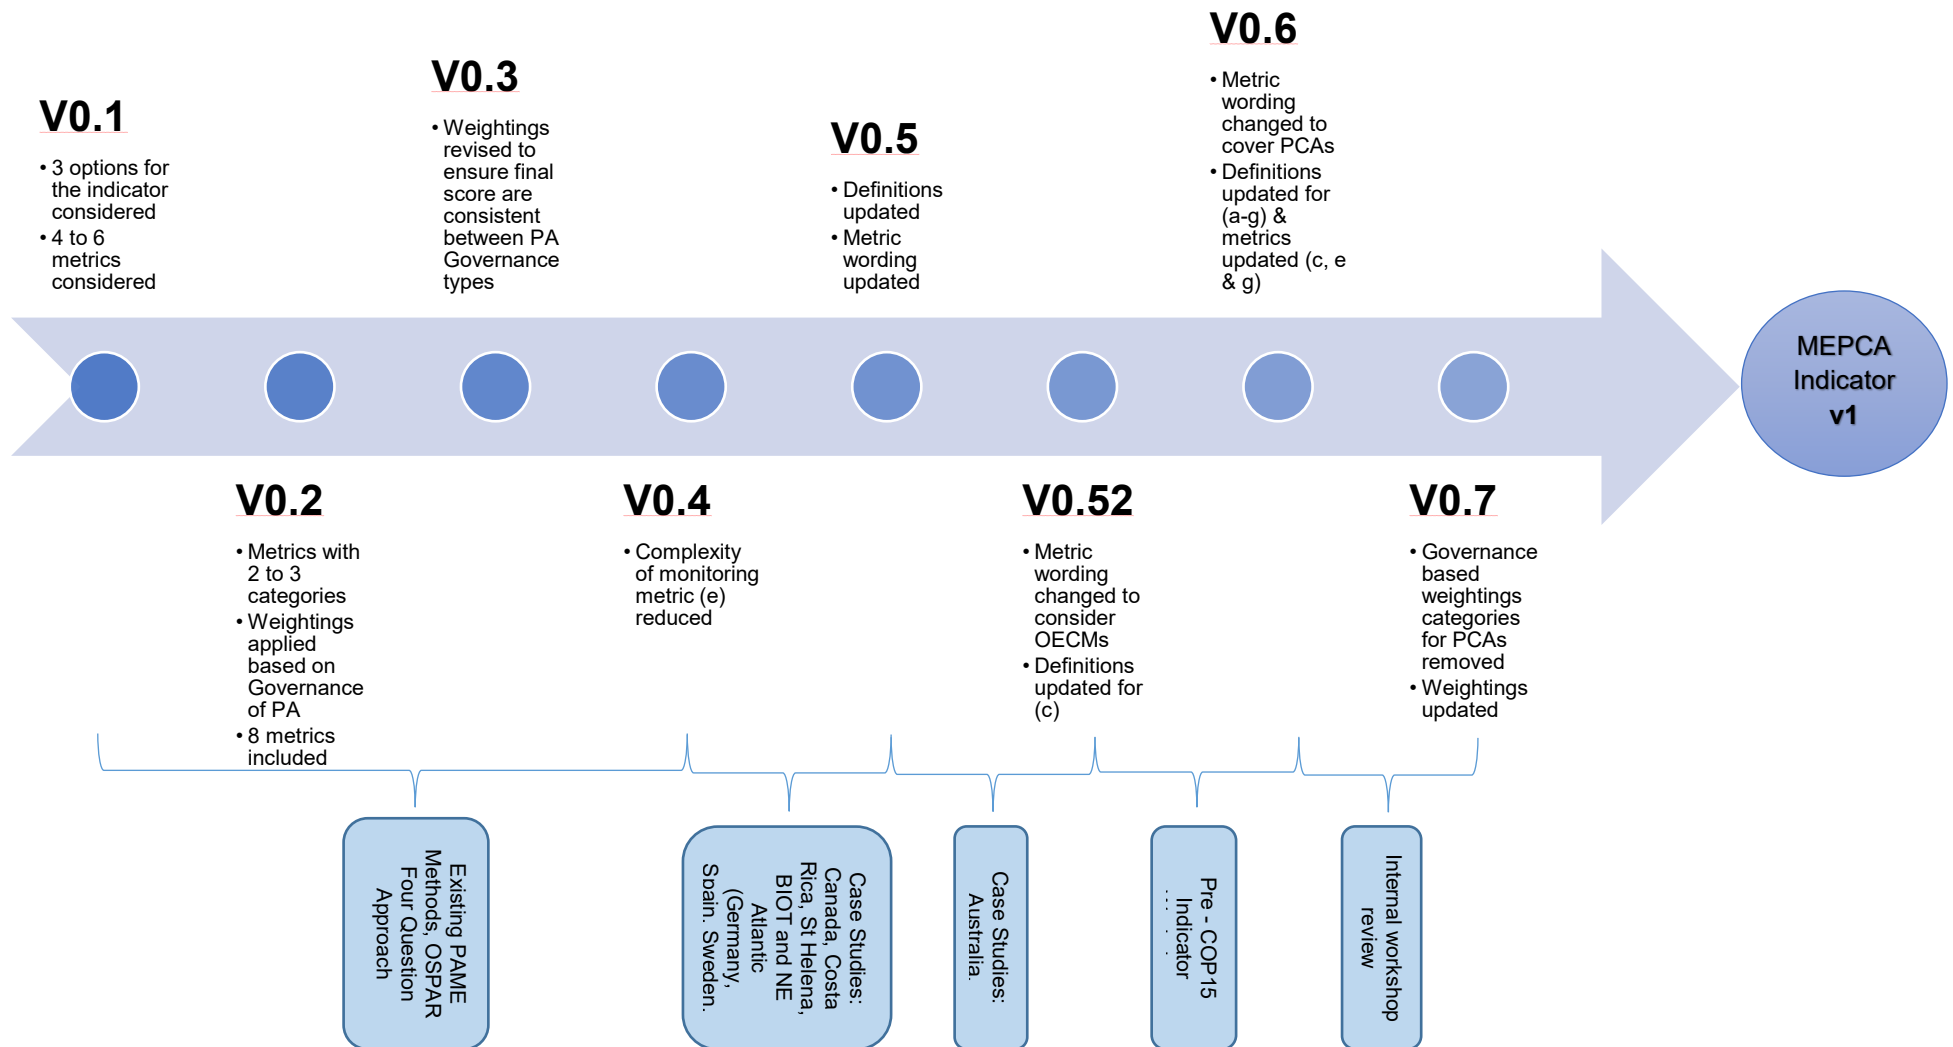 V0.1
• 3 options for
the indicator
considered
• 4 to 6
metrics
considered
V0.3
• Weightings
revised to
ensure final
score are
consistent
between PA
Governance
types
V0.5
• Definitions
updated
• Metric
wording
updated
V0.6
• Metric
wording
changed to
cover PCAs
• Definitions
updated for
(a-g) &
metrics
updated (c, e
& g)
MEPCA
Indicator
v1
V0.2
• Metrics with
2 to 3
categories
• Weightings
applied
based on
Governance
of PA
• 8 metrics
included
V0.4
• Complexity
of monitoring
metric (e)
reduced
V0.52
• Metric
wording
changed to
consider
OECMs
• Definitions
updated for
(c)
V0.7
• Governance
based
weightings
categories
for PCAs
removed
• Weightings
updated
Existing PAME
Methods, OSPAR
Four Question
Approach
Case Studies:
Canada, Costa
Rica, St Helena,
BIOT and NE
Atlantic
(Germany,
Spain. Sweden.
Case Studies:
Australia.
Pre - COP15
Indicator
Internal workshop
review